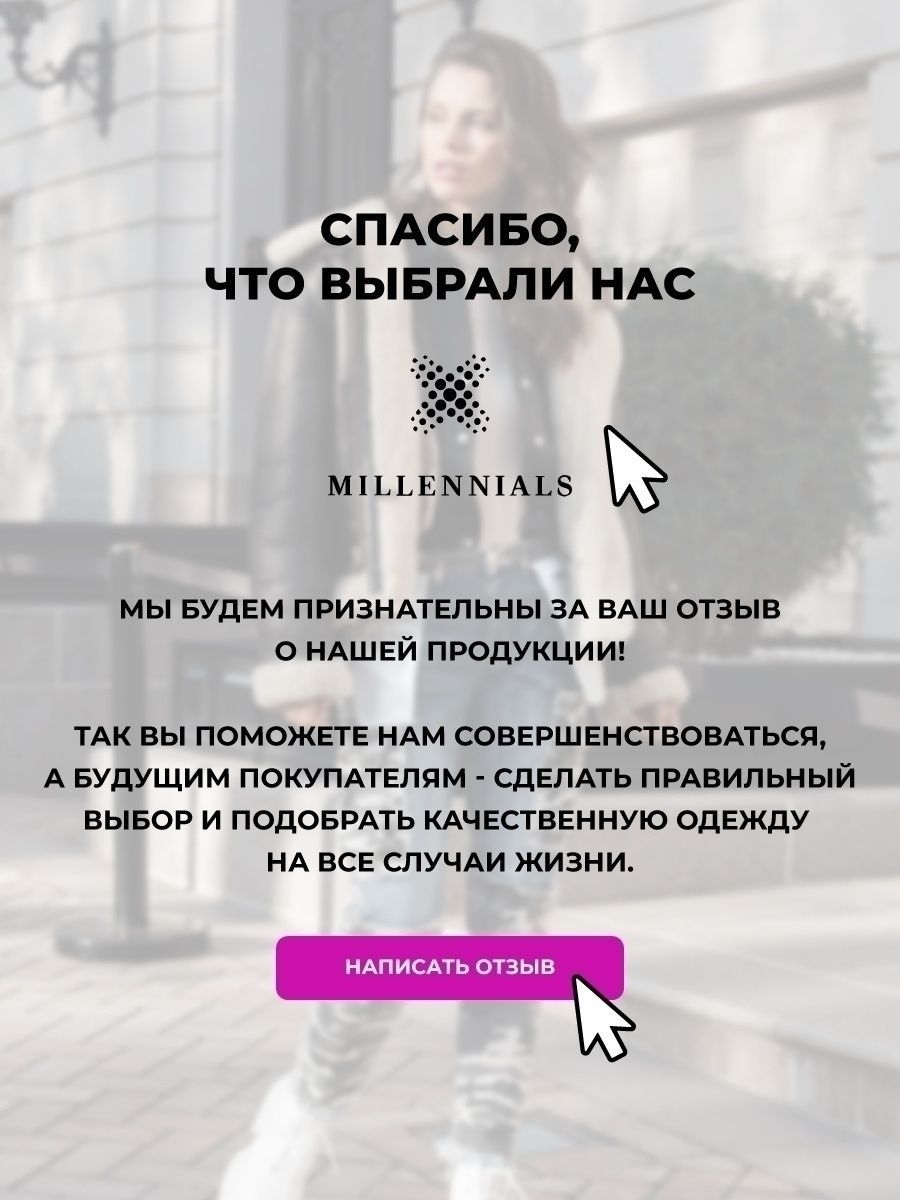 СПАСИБО,
ЧТО ВЫБРАЛИ НАС
MILLENNIALS
МЫ БУДЕМ ПРИЗНАТЕЛЬНЫ ЗА ВАШ ОТЗЫВ
О НАШЕЙ ПРОДУКЦИИ!
ТАК ВЫ ПОМОЖЕТЕ НАМ СОВЕРШЕНСТВОВАТЬСЯ,
А БУДУЩИМ ПОКУПАТЕЛЯМ - СДЕЛАТЬ ПРАВИЛЬНЫЙ
ВЫБОР И ПОДОБРАТЬ КАЧЕСТВЕННУЮ ОДЕЖДУ
НА ВСЕ СЛУЧАИ ЖИЗНИ.
НАПИСАТЬ ОТЗЫВ